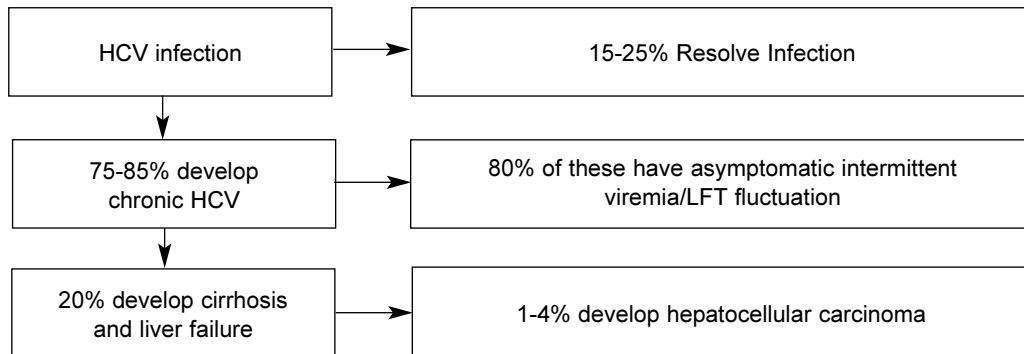 HCV infection
15-25% Resolve Infection
75-85% develop
chronic HCV
80% of these have asymptomatic intermittent
viremia/LFT fluctuation
20% develop cirrhosis
and liver failure
1-4% develop hepatocellular carcinoma